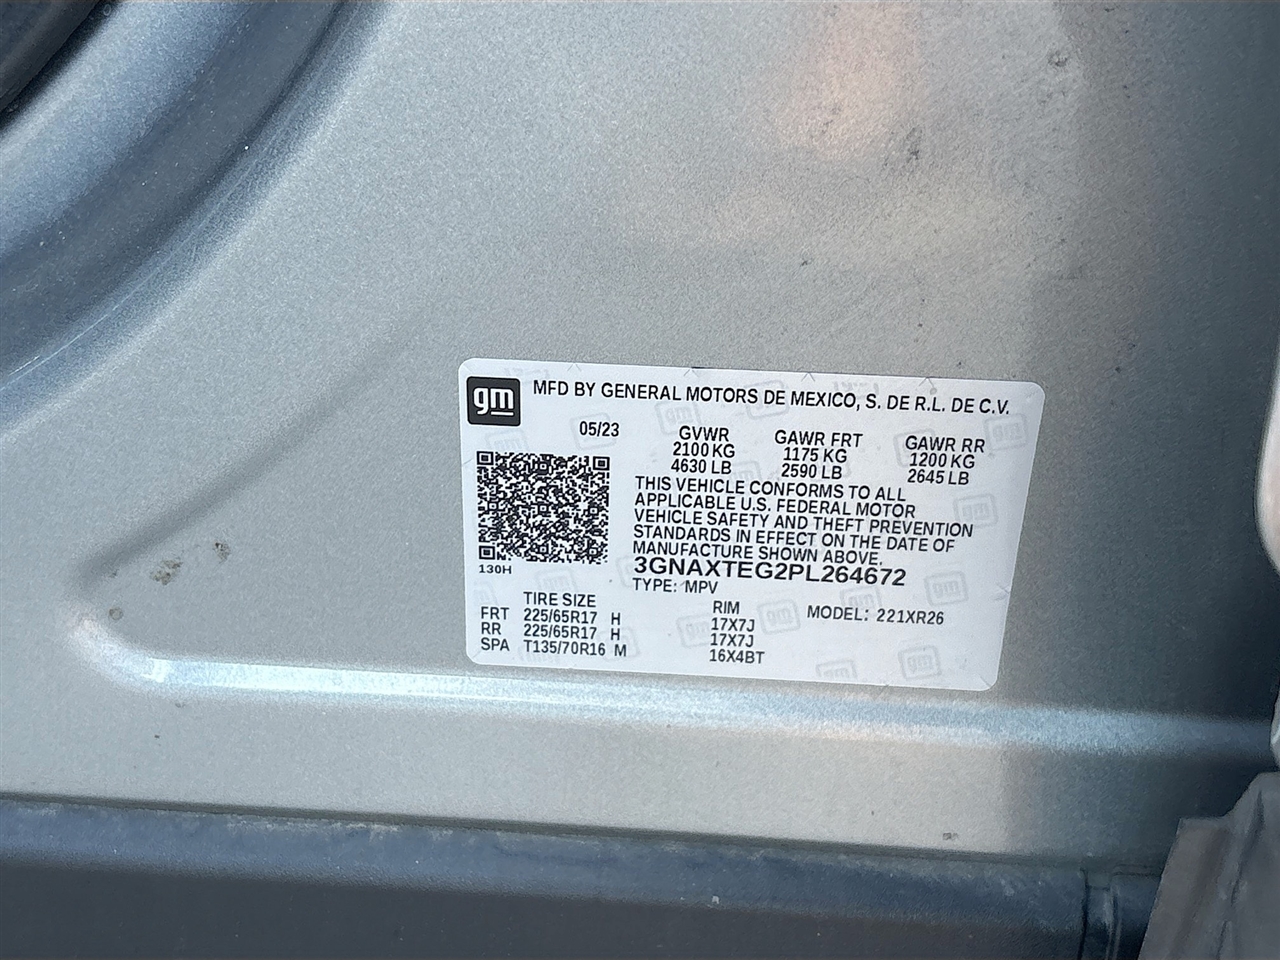 gm MFD BY GENERAL MOTORS DE MEXICO, S. DE R.L. DE C.V.
05/23 GVWR GAWR FRT GAWR RR
2100 KG 1175 KG 1200 KG
4630 LB 2590 LB 2645 LB
THIS VEHICLE CONFORMS TO ALL
APPLICABLE U.S. FEDERAL MOTOR
VEHICLE SAFETY AND THEFT PREVENTION
STANDARDS IN EFFECT ON THE DATE OF
MANUFACTURE SHOWN ABOVE.
130H 3GNAXTEG2PL264672
TYPE: MPV
TIRE SIZE RIM MODEL: 221XR26
FRT 225/65R17 H 17X7J
RR 225/65R17 H 17X7J
SPA T135/70R16 M 16X4BT